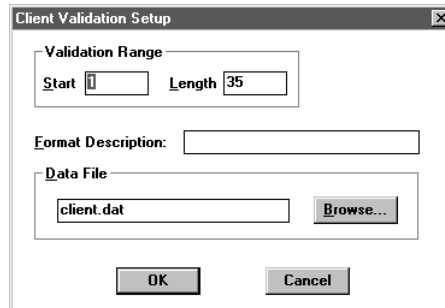 Client Validation Setup
Validation Range
Start 1 Length 35
Format Description:
Data File
client.dat Browse...
OK Cancel